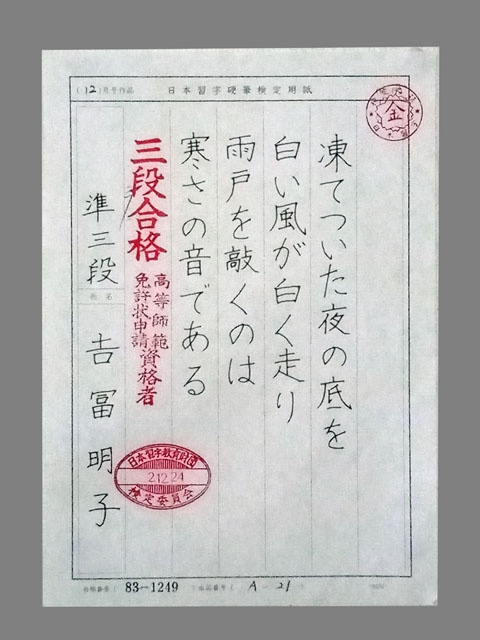 (12)月号作品 日本習字硬筆検定用紙
金
凍てついた夜の底を
白い風が白く走り
雨戸を敲くのは
寒さの音である
三段合格
高等師範
免許状申請資格者
準三段 吉冨明子
日本習字教育財団
2.12.24
検定委員会
83-1249 A-21